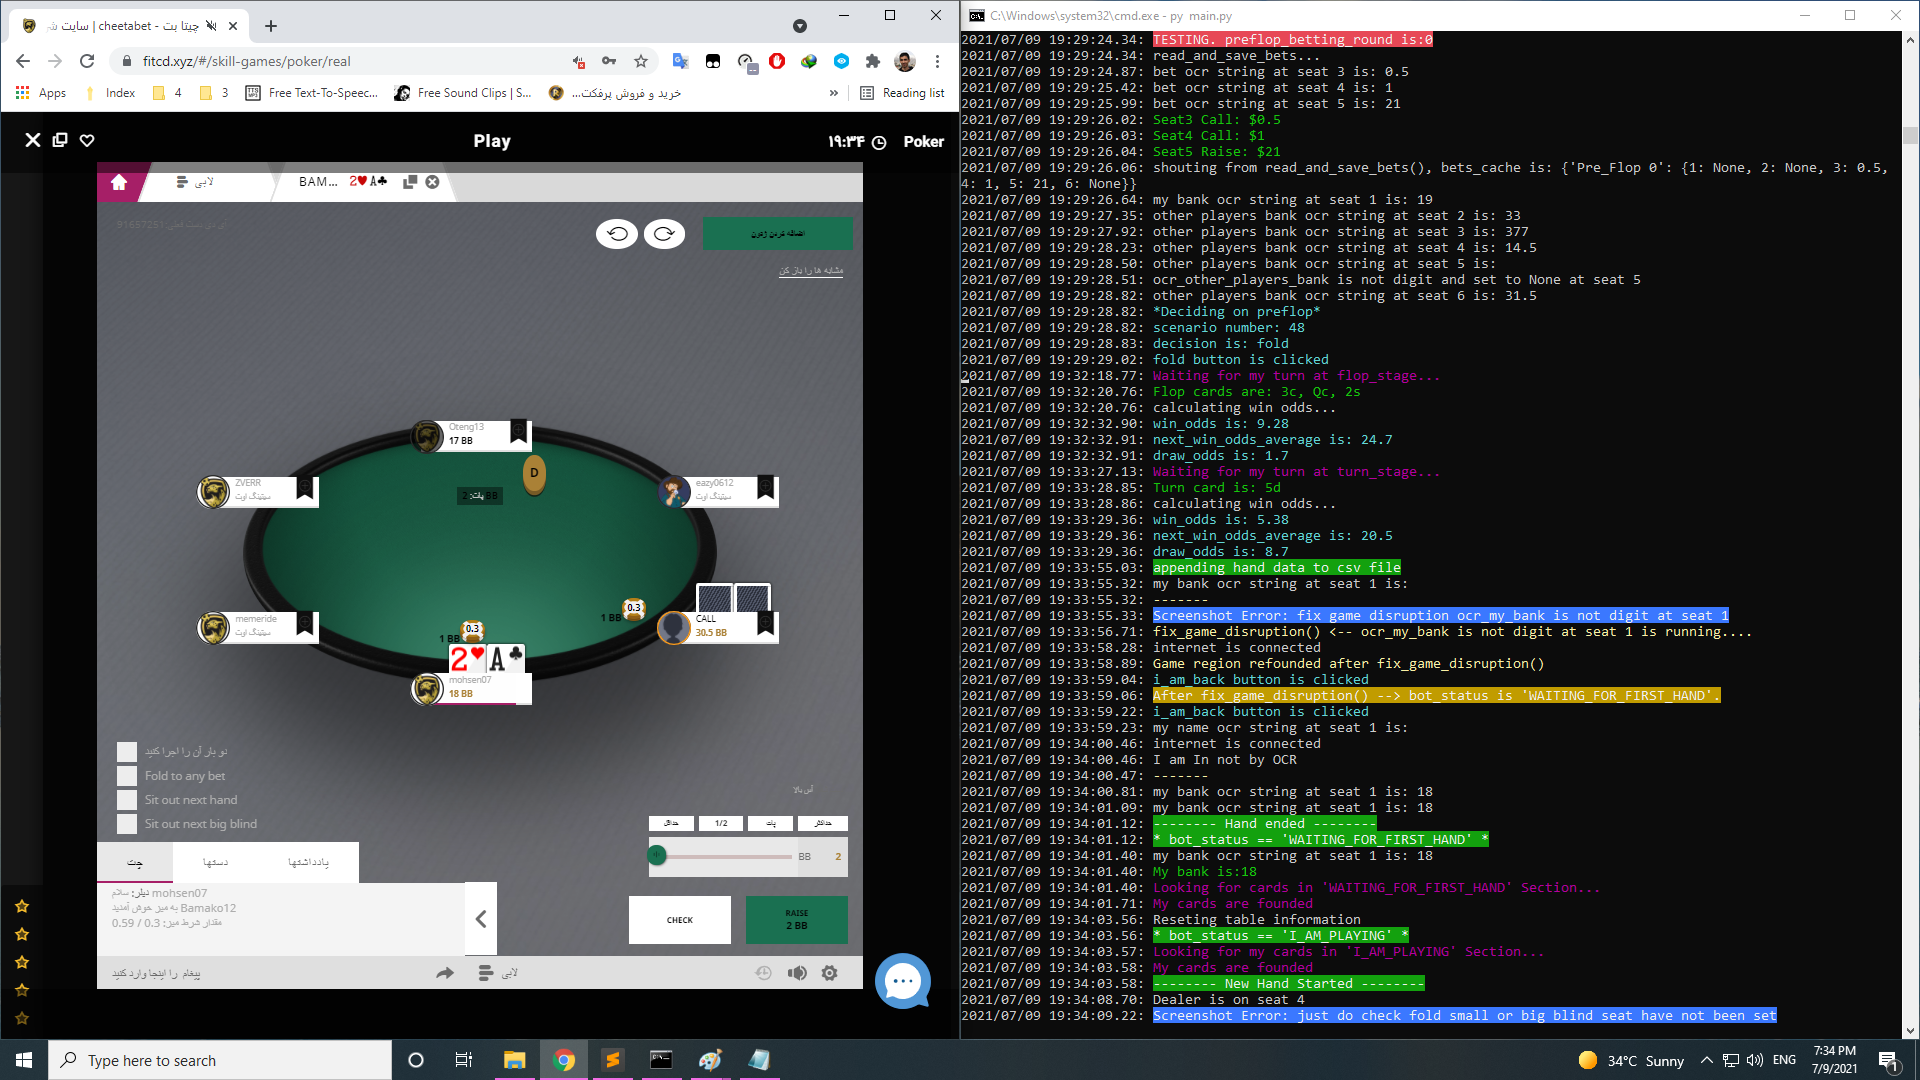 چیتا بت - cheetabet | سایت
fitcd.xyz/#/skill-games/poker/real
Apps
Index
4
3
Free Text-To-Speec...
Free Sound Clips | S...
خرید و فروش پرفکت...
»
Reading list
Play
۱۹:۳۴
Poker
لابی
BAM... 2♥ A♣
91657251
اضافه کردن ژتون
مشابه ها را باز کن
Oteng13
17 BB
D
ZVERR
سیتینگ اوت
eazy0612
سیتینگ اوت
پات: 2 BB
memeride
سیتینگ اوت
0.3
1 BB
0.3
1 BB
CALL
30.5 BB
2♥ A♣
mohsen07
18 BB
دو بار آن را اجرا کنید
Fold to any bet
Sit out next hand
Sit out next big blind
آس بالا
حداقل
1/2
پات
حداکثر
BB 2
چت
دستها
یادداشتها
دیلر: سلام mohsen07
Bamako12 به میز خوش آمدید
مقدار شرط میز: 0.3 / 0.59
CHECK
RAISE
2 BB
پیغام را اینجا وارد کنید
لابی
C:\Windows\system32\cmd.exe - py main.py
2021/07/09 19:29:24.34: TESTING. preflop_betting_round is:0
2021/07/09 19:29:24.34: read_and_save_bets...
2021/07/09 19:29:24.87: bet ocr string at seat 3 is: 0.5
2021/07/09 19:29:25.42: bet ocr string at seat 4 is: 1
2021/07/09 19:29:25.99: bet ocr string at seat 5 is: 21
2021/07/09 19:29:26.02: Seat3 Call: $0.5
2021/07/09 19:29:26.03: Seat4 Call: $1
2021/07/09 19:29:26.04: Seat5 Raise: $21
2021/07/09 19:29:26.06: shouting from read_and_save_bets(), bets_cache is: {'Pre_Flop 0': {1: None, 2: None, 3: 0.5,
4: 1, 5: 21, 6: None}}
2021/07/09 19:29:26.64: my bank ocr string at seat 1 is: 19
2021/07/09 19:29:27.35: other players bank ocr string at seat 2 is: 33
2021/07/09 19:29:27.92: other players bank ocr string at seat 3 is: 377
2021/07/09 19:29:28.23: other players bank ocr string at seat 4 is: 14.5
2021/07/09 19:29:28.50: other players bank ocr string at seat 5 is:
2021/07/09 19:29:28.51: ocr_other_players_bank is not digit and set to None at seat 5
2021/07/09 19:29:28.82: other players bank ocr string at seat 6 is: 31.5
2021/07/09 19:29:28.82: *Deciding on preflop*
2021/07/09 19:29:28.82: scenario number: 48
2021/07/09 19:29:28.83: decision is: fold
2021/07/09 19:29:29.02: fold button is clicked
2021/07/09 19:32:18.77: Waiting for my turn at flop_stage...
2021/07/09 19:32:20.76: Flop cards are: 3c, Qc, 2s
2021/07/09 19:32:20.76: calculating win odds...
2021/07/09 19:32:32.90: win_odds is: 9.28
2021/07/09 19:32:32.91: next_win_odds_average is: 24.7
2021/07/09 19:32:32.91: draw_odds is: 1.7
2021/07/09 19:33:27.13: Waiting for my turn at turn_stage...
2021/07/09 19:33:28.85: Turn card is: 5d
2021/07/09 19:33:28.86: calculating win odds...
2021/07/09 19:33:29.36: win_odds is: 5.38
2021/07/09 19:33:29.36: next_win_odds_average is: 20.5
2021/07/09 19:33:29.36: draw_odds is: 8.7
2021/07/09 19:33:55.03: appending hand data to csv file
2021/07/09 19:33:55.32: my bank ocr string at seat 1 is:
2021/07/09 19:33:55.32: -------
2021/07/09 19:33:55.33: Screenshot Error: fix game disruption ocr_my_bank is not digit at seat 1
2021/07/09 19:33:56.71: fix_game_disruption() <-- ocr_my_bank is not digit at seat 1 is running....
2021/07/09 19:33:58.28: internet is connected
2021/07/09 19:33:58.89: Game region refounded after fix_game_disruption()
2021/07/09 19:33:59.04: i_am_back button is clicked
2021/07/09 19:33:59.06: After fix_game_disruption() --> bot_status is 'WAITING_FOR_FIRST_HAND'.
2021/07/09 19:33:59.22: i_am_back button is clicked
2021/07/09 19:33:59.23: my name ocr string at seat 1 is:
2021/07/09 19:34:00.46: internet is connected
2021/07/09 19:34:00.46: I am In not by OCR
2021/07/09 19:34:00.47: -------
2021/07/09 19:34:00.81: my bank ocr string at seat 1 is: 18
2021/07/09 19:34:01.09: my bank ocr string at seat 1 is: 18
2021/07/09 19:34:01.12: -------- Hand ended --------
2021/07/09 19:34:01.12: * bot_status == 'WAITING_FOR_FIRST_HAND' *
2021/07/09 19:34:01.40: my bank ocr string at seat 1 is: 18
2021/07/09 19:34:01.40: My bank is:18
2021/07/09 19:34:01.40: Looking for cards in 'WAITING_FOR_FIRST_HAND' Section...
2021/07/09 19:34:01.71: My cards are founded
2021/07/09 19:34:03.56: Reseting table information
2021/07/09 19:34:03.56: * bot_status == 'I_AM_PLAYING' *
2021/07/09 19:34:03.57: Looking for my cards in 'I_AM_PLAYING' Section...
2021/07/09 19:34:03.58: My cards are founded
2021/07/09 19:34:03.58: -------- New Hand Started --------
2021/07/09 19:34:08.70: Dealer is on seat 4
2021/07/09 19:34:09.22: Screenshot Error: just do check fold small or big blind seat have not been set
Type here to search
34°C Sunny
ENG
7:34 PM
7/9/2021
1